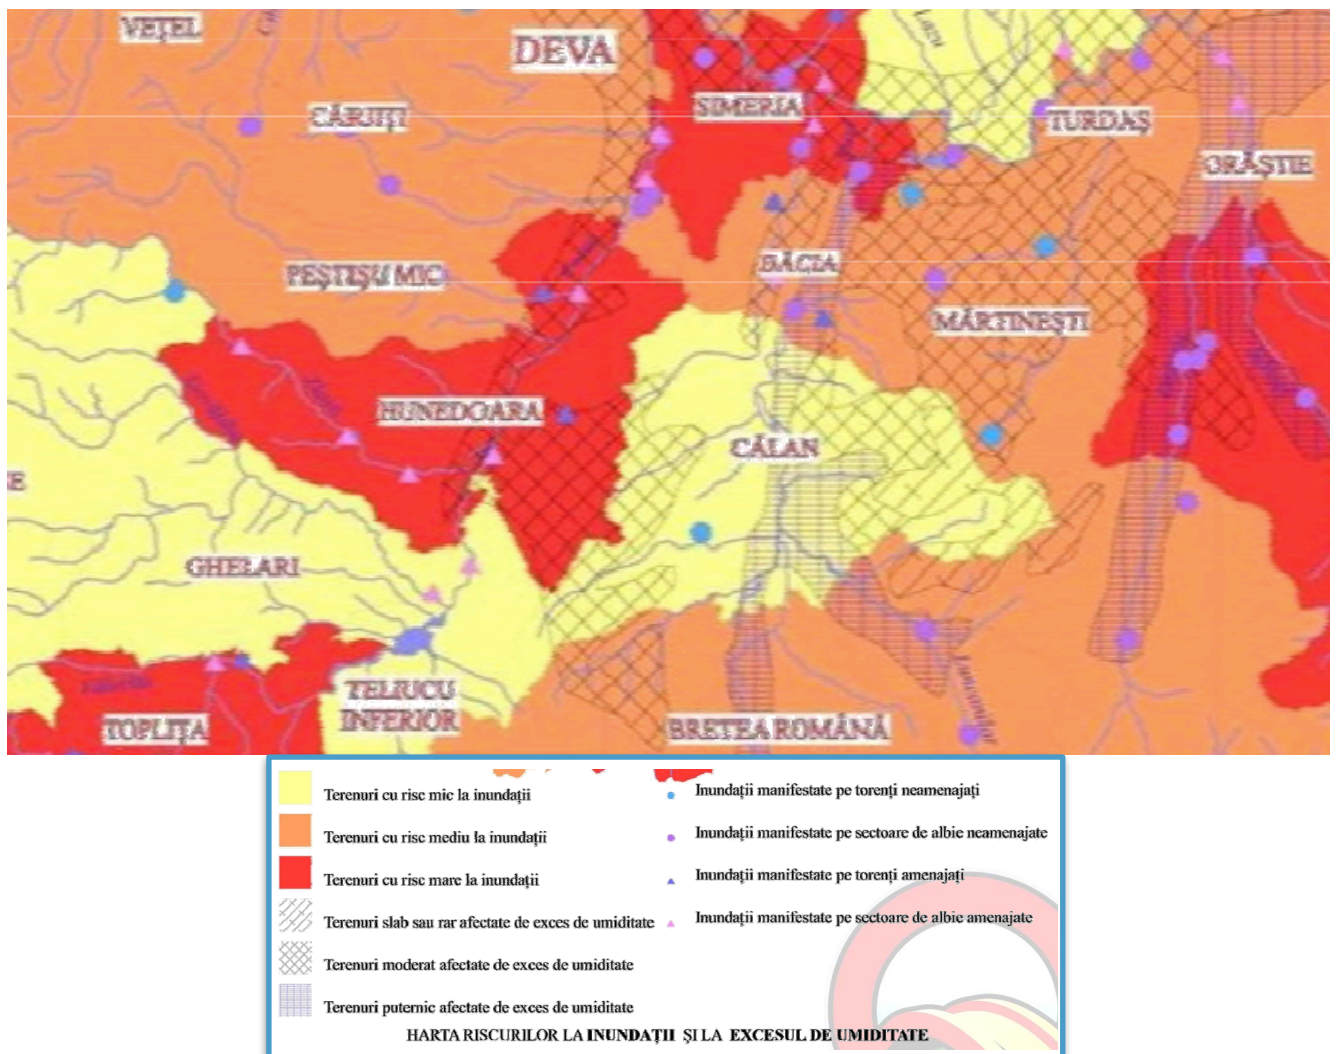 VEȚEL
DEVA
CÂRJIȚI
SIMERIA
TURDAȘ
ORĂȘTIE
PEȘTIȘU MIC
BĂCIA
MĂRTINEȘTI
HUNEDOARA
CĂLAN
GHELARI
TELIUCU
INFERIOR
TOPLIȚA
BRETEA ROMÂNĂ
Terenuri cu risc mic la inundații
Terenuri cu risc mediu la inundații
Terenuri cu risc mare la inundații
Terenuri slab sau rar afectate de exces de umiditate
Terenuri moderat afectate de exces de umiditate
Terenuri puternic afectate de exces de umiditate
Inundații manifestate pe torenți neamenajați
Inundații manifestate pe sectoare de albie neamenajate
Inundații manifestate pe torenți amenajați
Inundații manifestate pe sectoare de albie amenajate
HARTA RISCURILOR LA INUNDAȚII ȘI LA EXCESUL DE UMIDITATE